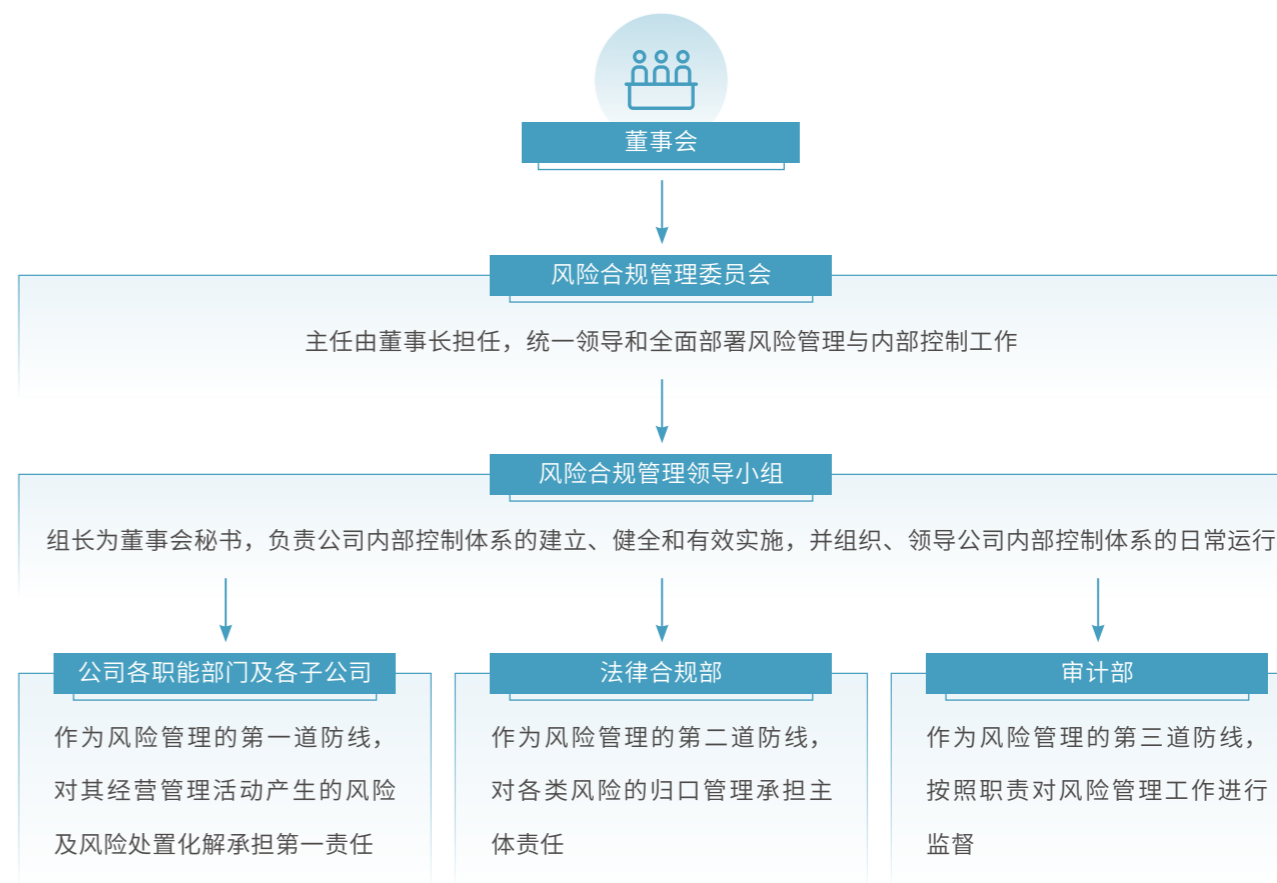 董事会
风险合规管理委员会
主任由董事长担任，统一领导和全面部署风险管理与内部控制工作
风险合规管理领导小组
组长为董事会秘书，负责公司内部控制体系的建立、健全和有效实施，并组织、领导公司内部控制体系的日常运行
公司各职能部门及各子公司
作为风险管理的第一道防线，
对其经营管理活动产生的风险
及风险处置化解承担第一责任
法律合规部
作为风险管理的第二道防线，
对各类风险的归口管理承担主
体责任
审计部
作为风险管理的第三道防线，
按照职责对风险管理工作进行
监督